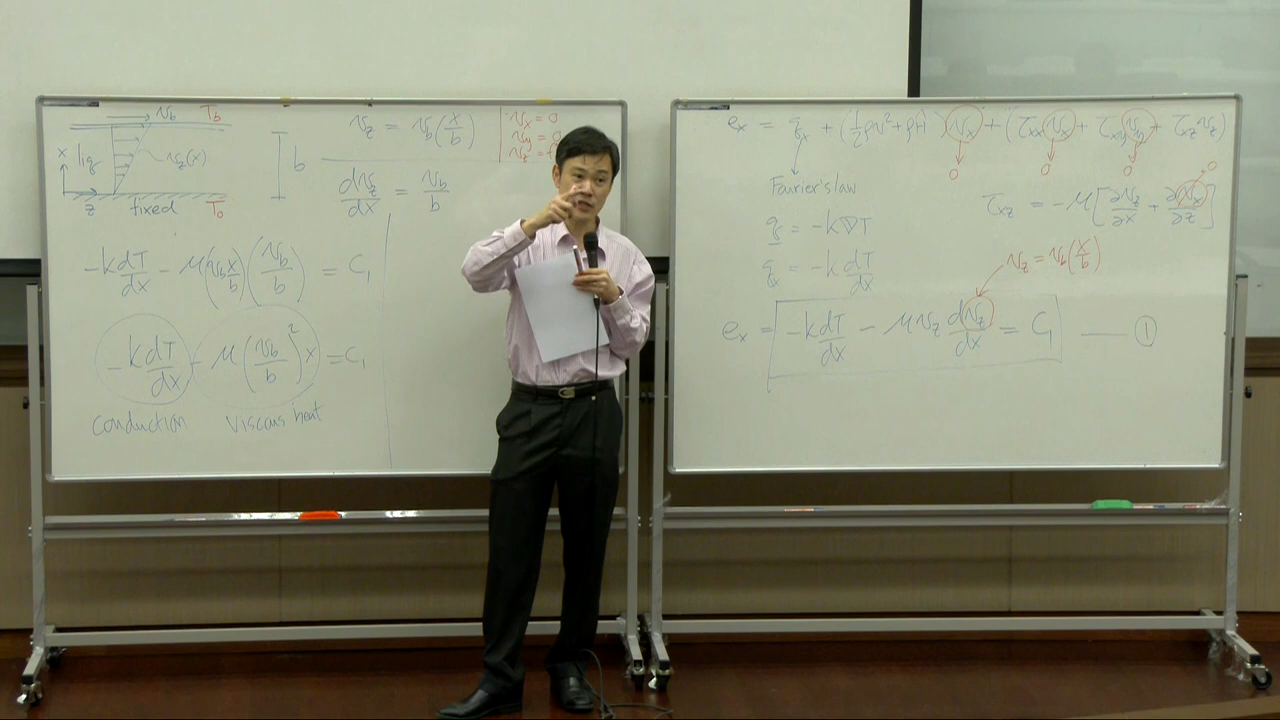 v_b T_b
x liq v_z(x) b
z fixed T_0
v_z = v_b(x/b)
v_x = 0
v_y = 0
v_z =
dv_z/dx = v_b/b
-k dT/dx - μ(v_b x/b)(v_b/b) = C_1
-k dT/dx - μ(v_b/b)^2 x = C_1
conduction viscous heat
e_x = q_x + (1/2 ρv^2 + ρĤ) v_x + (τ_xx v_x + τ_xy v_y + τ_xz v_z)
0 0 0 0
Fourier's law
τ_xz = -μ[∂v_z/∂x + ∂v_x/∂z]
q = -k∇T
q_x = -k dT/dx
v_z = v_b(x/b)
e_x = -k dT/dx - μ v_z dv_z/dx = C_1 —— ①